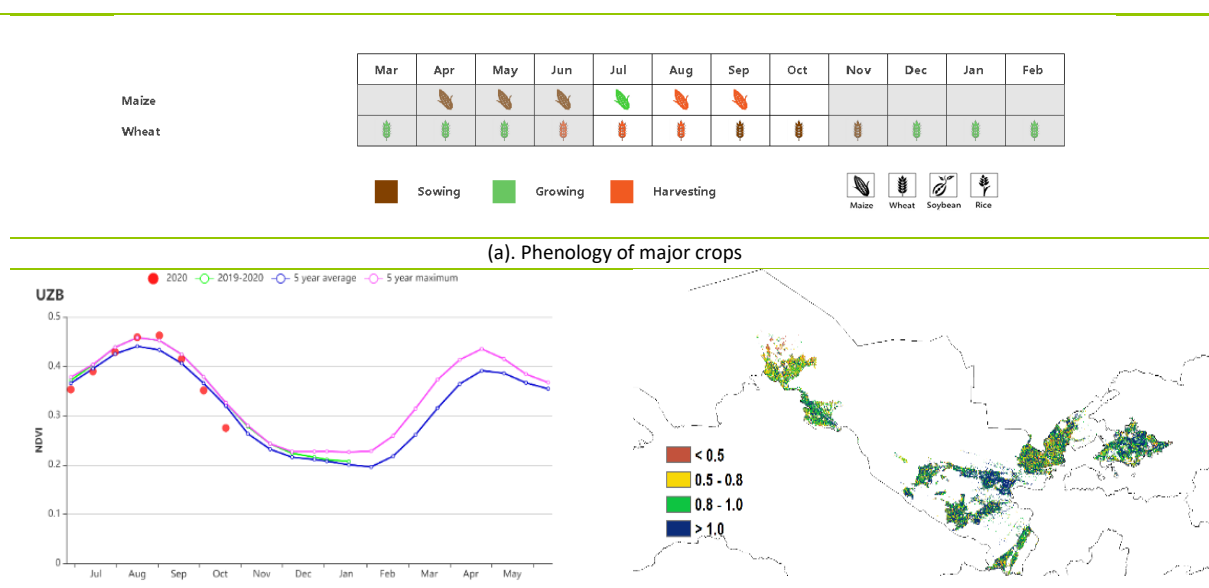 Mar Apr May Jun Jul Aug Sep Oct Nov Dec Jan Feb
Maize
Wheat
Sowing Growing Harvesting
Maize Wheat Soybean Rice
(a). Phenology of major crops
2020 2019-2020 5 year average 5 year maximum
UZB
0.5
0.4
0.3
0.2
0.1
0
NDVI
Jul Aug Sep Oct Nov Dec Jan Feb Mar Apr May
< 0.5
0.5 - 0.8
0.8 - 1.0
> 1.0